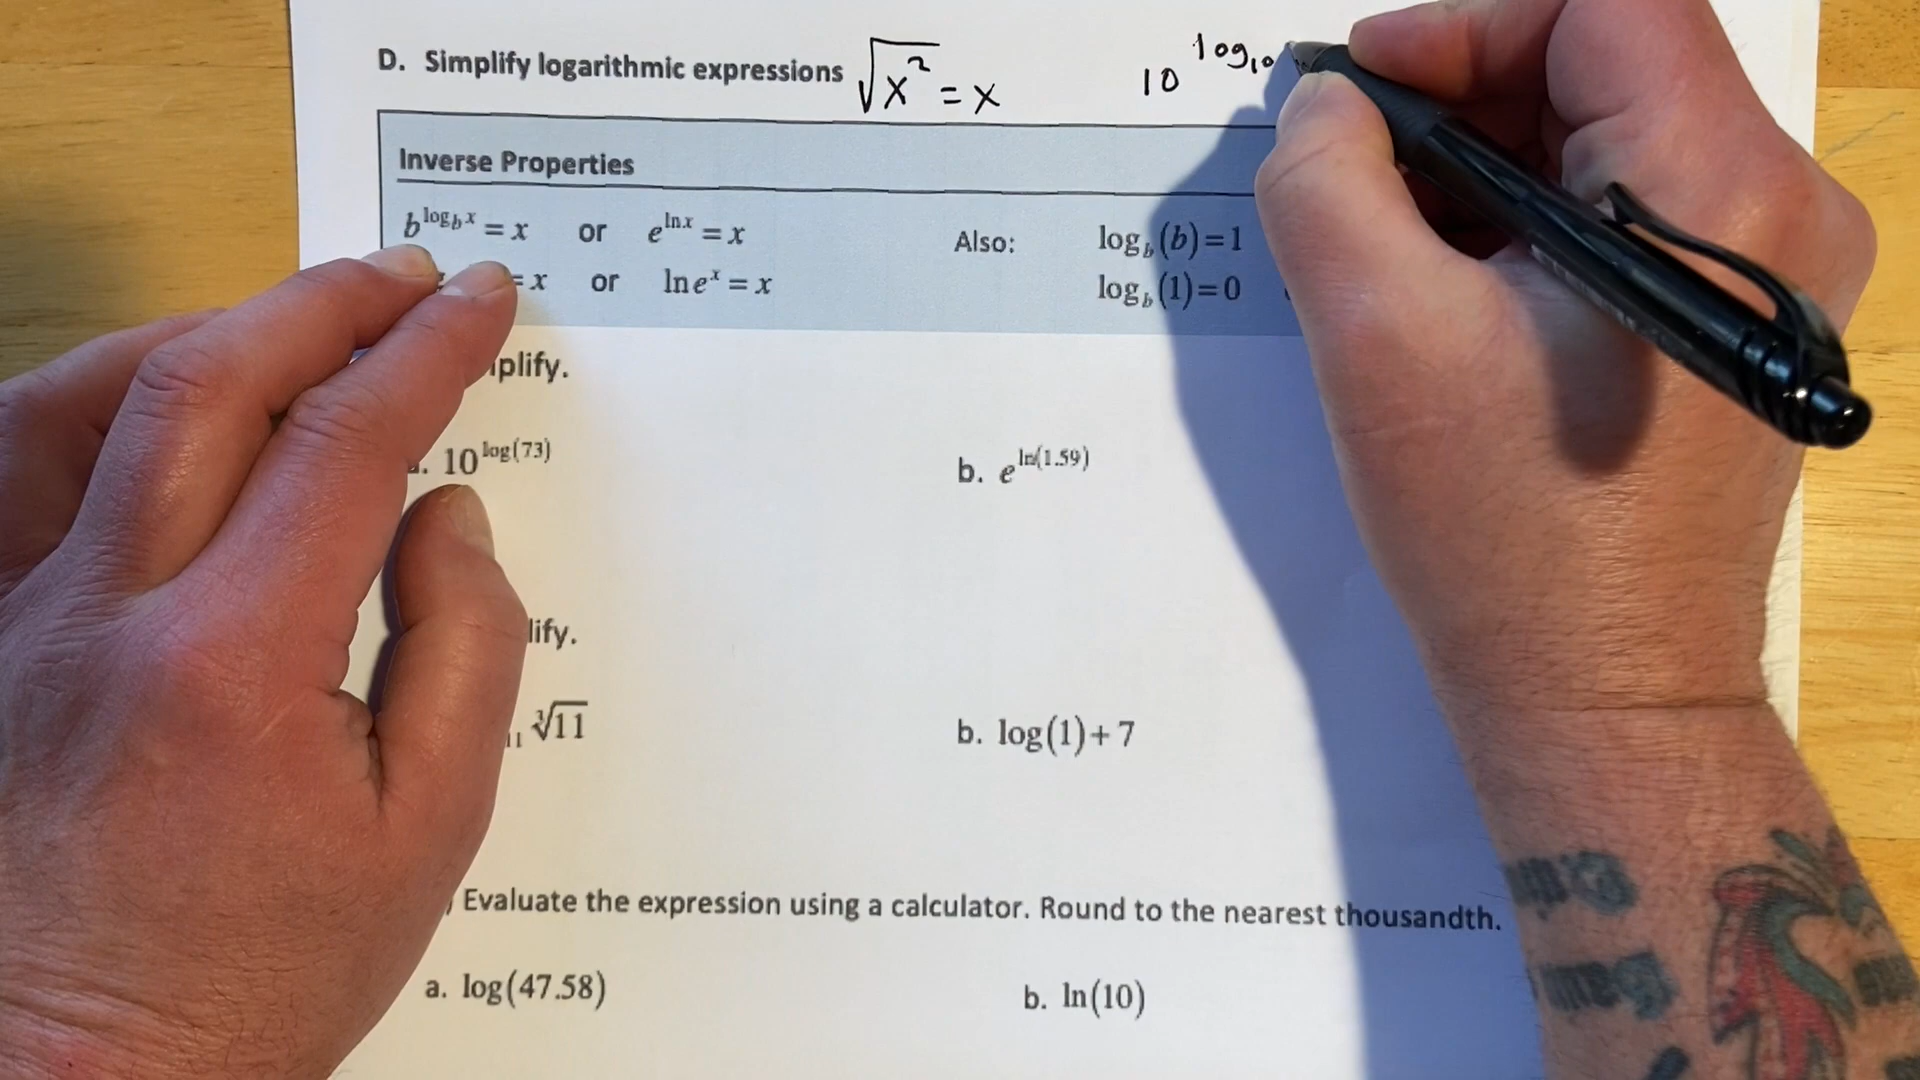 D. Simplify logarithmic expressions √x² = x 10^log₁₀
Inverse Properties
b^(log_b x) = x or e^(ln x) = x Also: log_b(b)=1
= x or ln eˣ = x log_b(1)=0
plify.
10^log(73) b. e^ln(1.59)
lify.
₁₁ ∛11 b. log(1)+7
Evaluate the expression using a calculator. Round to the nearest thousandth.
a. log(47.58) b. ln(10)